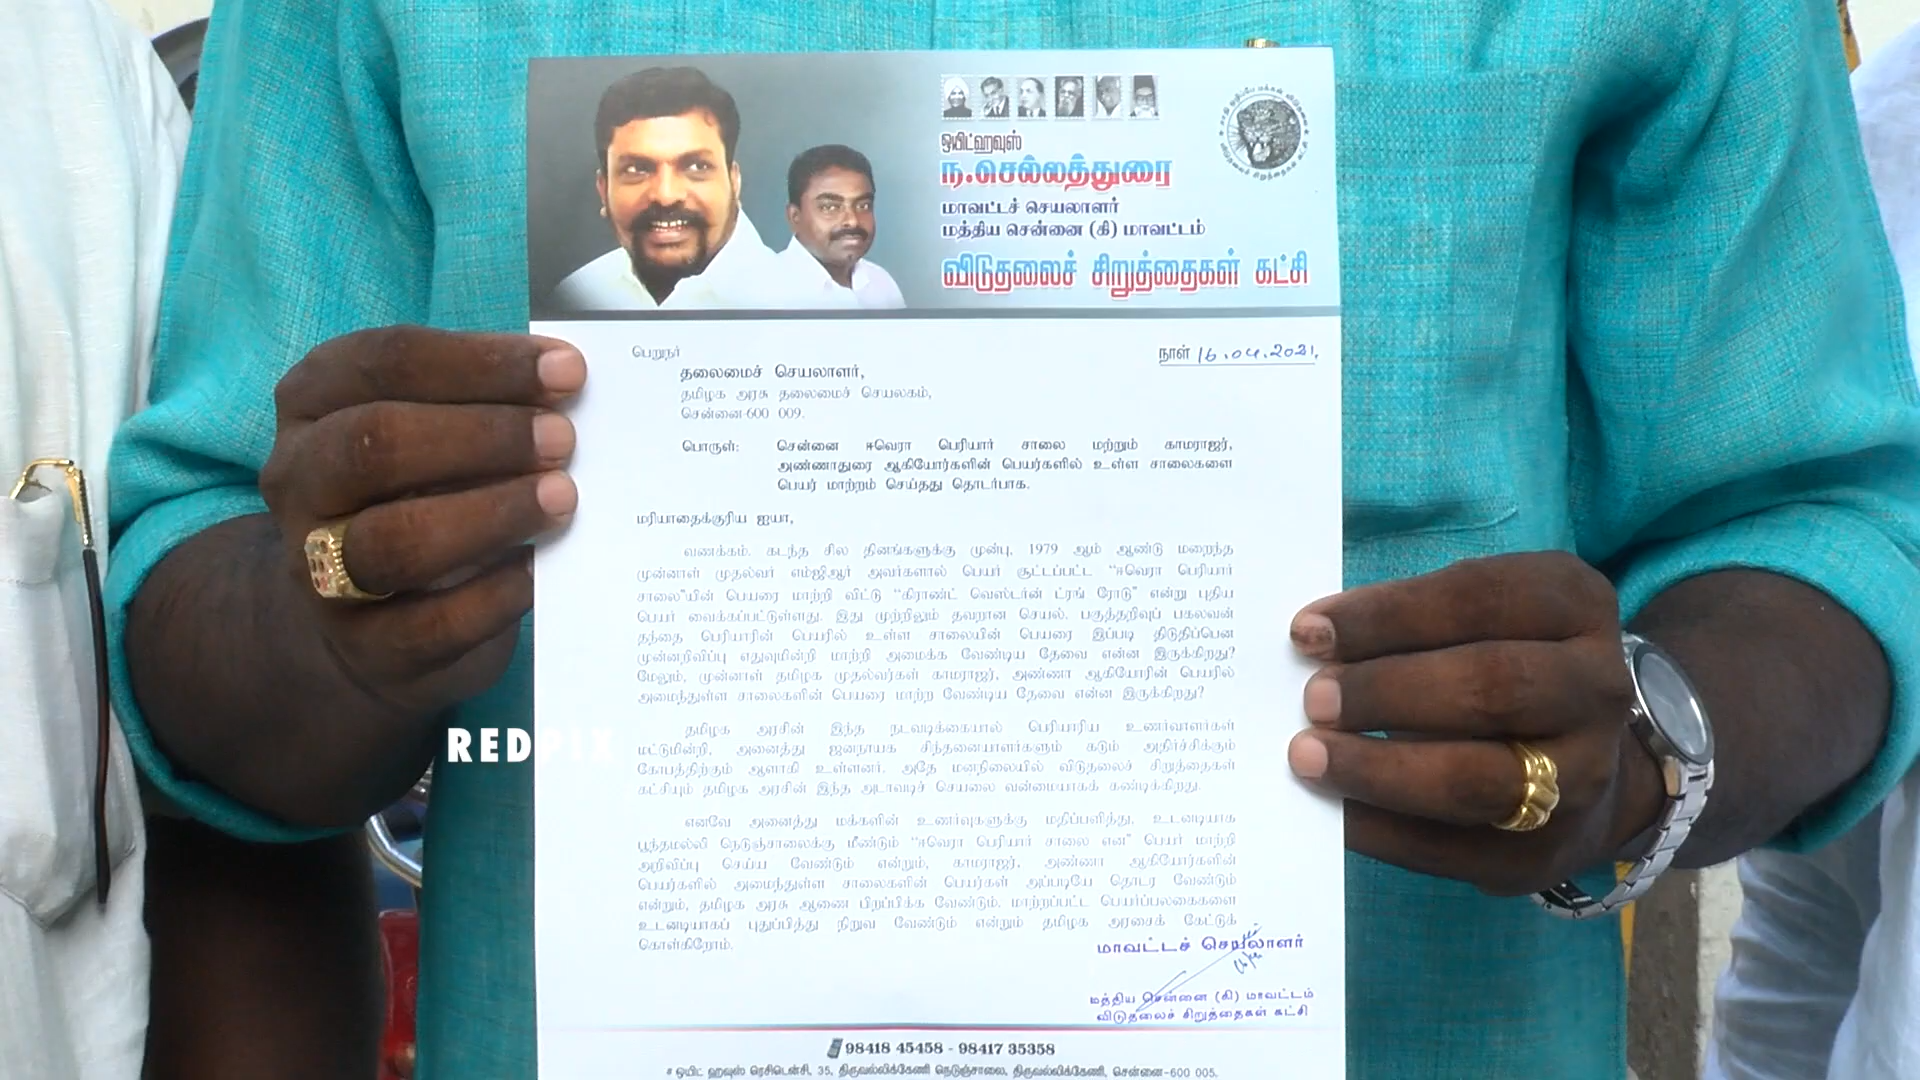 ஒயிட்ஹவுஸ்
ந.செல்லத்துரை
மாவட்டச் செயலாளர்
மத்திய சென்னை (கி) மாவட்டம்
விடுதலைச் சிறுத்தைகள் கட்சி
பெறுநர்
நாள் 16.04.2021.
தலைமைச் செயலாளர்,
தமிழக அரசு தலைமைச் செயலகம்,
சென்னை-600 009.
பொருள்: சென்னை ஈவெரா பெரியார் சாலை மற்றும் காமராஜர்,
அண்ணாதுரை ஆகியோர்களின் பெயர்களில் உள்ள சாலைகளை
பெயர் மாற்றம் செய்தது தொடர்பாக.
மரியாதைக்குரிய ஐயா,
வணக்கம். கடந்த சில தினங்களுக்கு முன்பு, 1979 ஆம் ஆண்டு மறைந்த
முன்னாள் முதல்வர் எம்ஜிஆர் அவர்களால் பெயர் சூட்டப்பட்ட "ஈவெரா பெரியார்
சாலை"யின் பெயரை மாற்றி விட்டு "கிராண்ட் வெஸ்டர்ன் ட்ரங் ரோடு" என்று புதிய
பெயர் வைக்கப்பட்டுள்ளது. இது முற்றிலும் தவறான செயல். பகுத்தறிவுப் பகலவன்
தந்தை பெரியாரின் பெயரில் உள்ள சாலையின் பெயரை இப்படி திடுதிப்பென
முன்னறிவிப்பு எதுவுமின்றி மாற்றி அமைக்க வேண்டிய தேவை என்ன இருக்கிறது?
மேலும், முன்னாள் தமிழக முதல்வர்கள் காமராஜர், அண்ணா ஆகியோரின் பெயரில்
அமைந்துள்ள சாலைகளின் பெயரை மாற்ற வேண்டிய தேவை என்ன இருக்கிறது?
தமிழக அரசின் இந்த நடவடிக்கையால் பெரியாரிய உணர்வாளர்கள்
மட்டுமின்றி, அனைத்து ஜனநாயக சிந்தனையாளர்களும் கடும் அதிர்ச்சிக்கும்
கோபத்திற்கும் ஆளாகி உள்ளனர். அதே மனநிலையில் விடுதலைச் சிறுத்தைகள்
கட்சியும் தமிழக அரசின் இந்த அடாவடிச் செயலை வன்மையாகக் கண்டிக்கிறது.
எனவே அனைத்து மக்களின் உணர்வுகளுக்கு மதிப்பளித்து, உடனடியாக
பூந்தமல்லி நெடுஞ்சாலைக்கு மீண்டும் "ஈவெரா பெரியார் சாலை என" பெயர் மாற்றி
அறிவிப்பு செய்ய வேண்டும் என்றும், காமராஜர், அண்ணா ஆகியோர்களின்
பெயர்களில் அமைந்துள்ள சாலைகளின் பெயர்கள் அப்படியே தொடர வேண்டும்
என்றும், தமிழக அரசு ஆணை பிறப்பிக்க வேண்டும். மாற்றப்பட்ட பெயர்ப்பலகைகளை
உடனடியாகப் புதுப்பித்து நிறுவ வேண்டும் என்றும் தமிழக அரசைக் கேட்டுக்
கொள்கிறோம்.
மாவட்டச் செயலாளர்
மத்திய சென்னை (கி) மாவட்டம்
விடுதலைச் சிறுத்தைகள் கட்சி
98418 45458 - 98417 35358
# ஒயிட் ஹவுஸ் ரெசிடென்சி, 35, திருவல்லிக்கேணி நெடுஞ்சாலை, திருவல்லிக்கேணி, சென்னை-600 005.
REDPIX